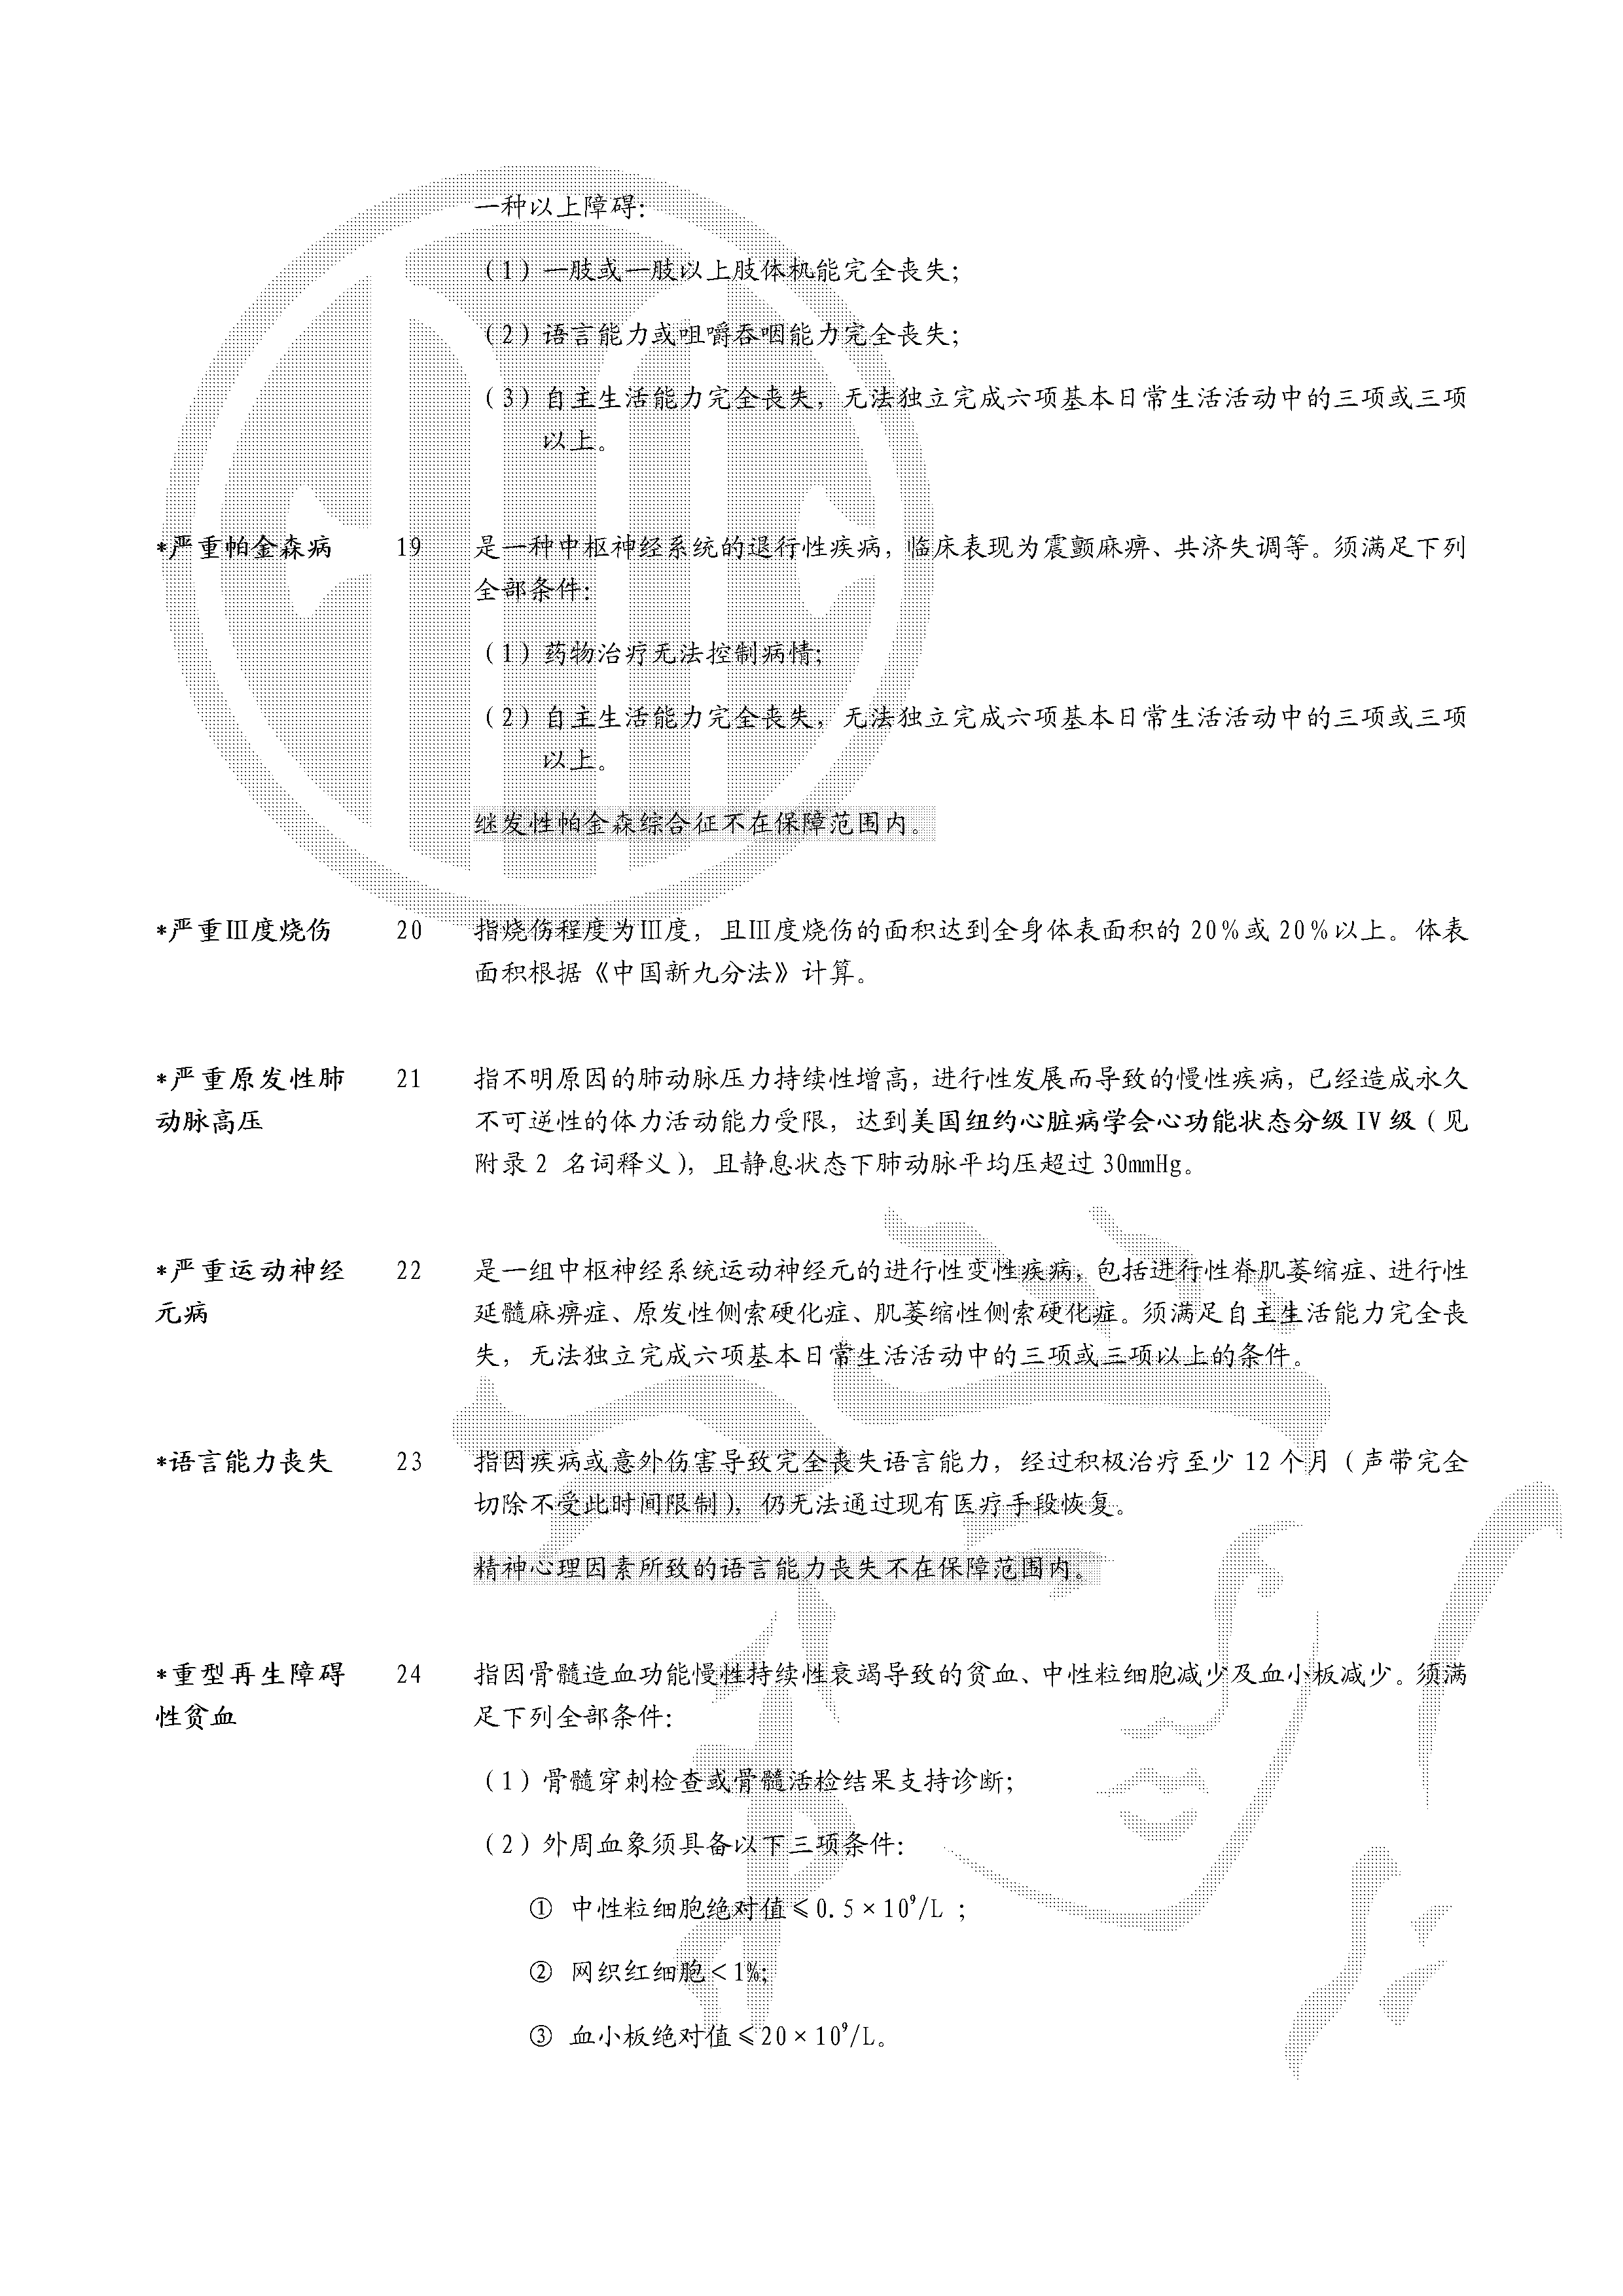 一种以上障碍：
（1）一肢或一肢以上肢体机能完全丧失；
（2）语言能力或咀嚼吞咽能力完全丧失；
（3）自主生活能力完全丧失，无法独立完成六项基本日常生活活动中的三项或三项
以上。
*严重帕金森病 19 是一种中枢神经系统的退行性疾病，临床表现为震颤麻痹、共济失调等。须满足下列
全部条件：
（1）药物治疗无法控制病情；
（2）自主生活能力完全丧失，无法独立完成六项基本日常生活活动中的三项或三项
以上。
继发性帕金森综合征不在保障范围内。
*严重Ⅲ度烧伤 20 指烧伤程度为Ⅲ度，且Ⅲ度烧伤的面积达到全身体表面积的 20%或 20%以上。体表
面积根据《中国新九分法》计算。
*严重原发性肺 21 指不明原因的肺动脉压力持续性增高，进行性发展而导致的慢性疾病，已经造成永久
动脉高压 不可逆性的体力活动能力受限，达到美国纽约心脏病学会心功能状态分级 IV 级（见
附录 2 名词释义），且静息状态下肺动脉平均压超过 30mmHg。
*严重运动神经 22 是一组中枢神经系统运动神经元的进行性变性疾病，包括进行性脊肌萎缩症、进行性
元病 延髓麻痹症、原发性侧索硬化症、肌萎缩性侧索硬化症。须满足自主生活能力完全丧
失，无法独立完成六项基本日常生活活动中的三项或三项以上的条件。
*语言能力丧失 23 指因疾病或意外伤害导致完全丧失语言能力，经过积极治疗至少 12 个月（声带完全
切除不受此时间限制），仍无法通过现有医疗手段恢复。
精神心理因素所致的语言能力丧失不在保障范围内。
*重型再生障碍 24 指因骨髓造血功能慢性持续性衰竭导致的贫血、中性粒细胞减少及血小板减少。须满
性贫血 足下列全部条件：
（1）骨髓穿刺检查或骨髓活检结果支持诊断；
（2）外周血象须具备以下三项条件：
① 中性粒细胞绝对值≤0.5×10⁹/L ；
② 网织红细胞＜1%；
③ 血小板绝对值≤20×10⁹/L。